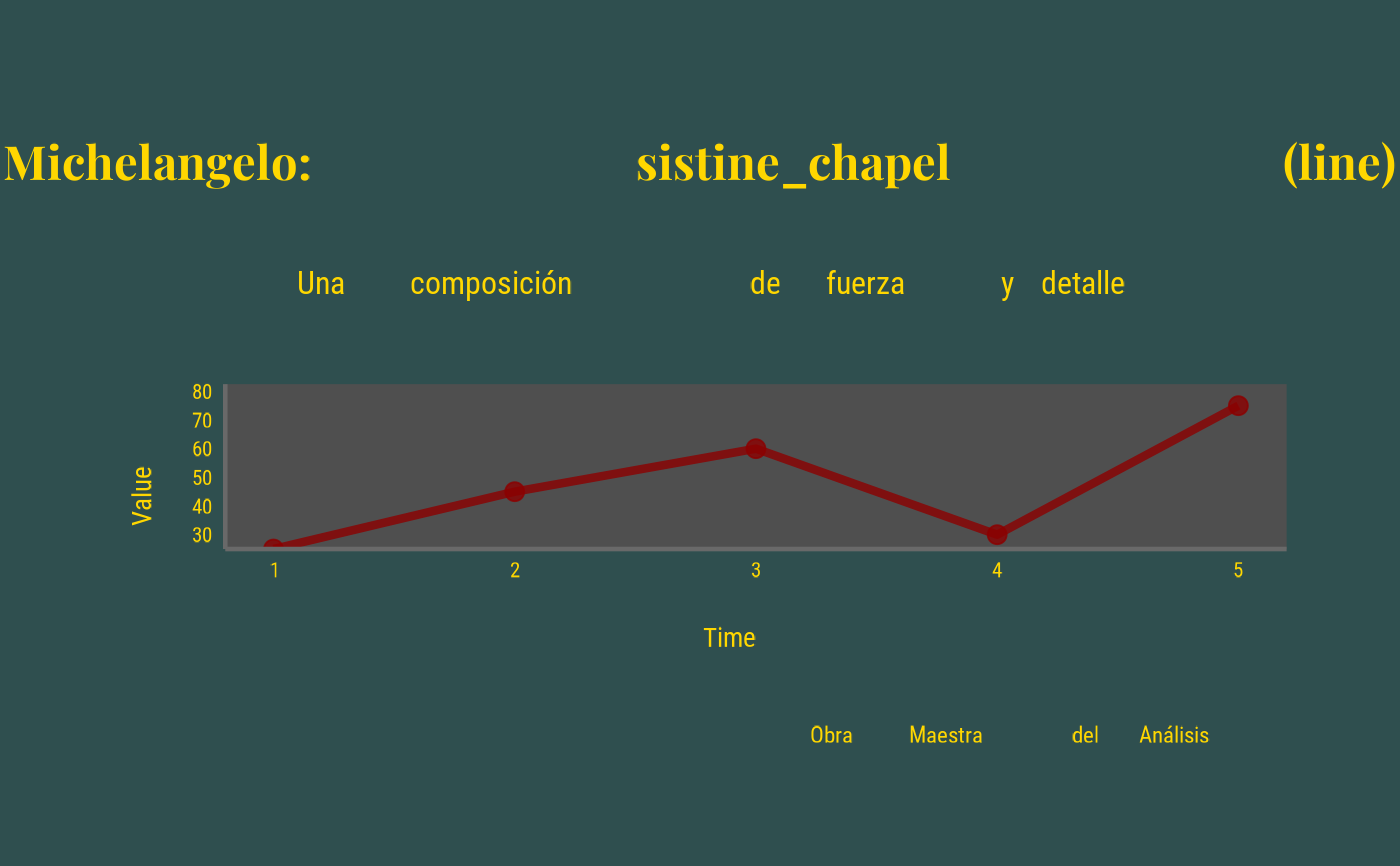 Michelangelo: sistine_chapel (line)
Una composición de fuerza y detalle
80
70
60
50
40
30
Value
1 2 3 4 5
Time
Obra Maestra del Análisis